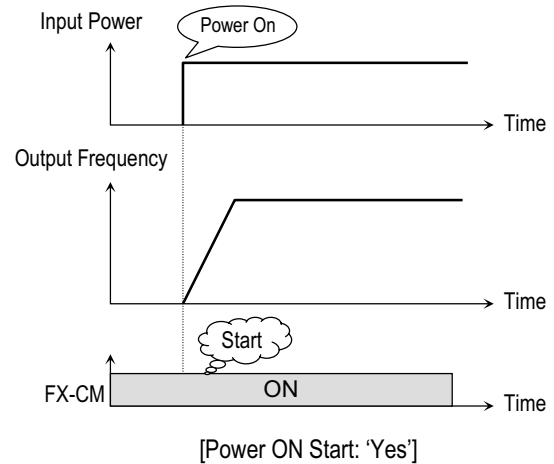 Input Power
Power On
Time
Output Frequency
Time
Start
FX-CM
ON
Time
[Power ON Start: ‘Yes’]